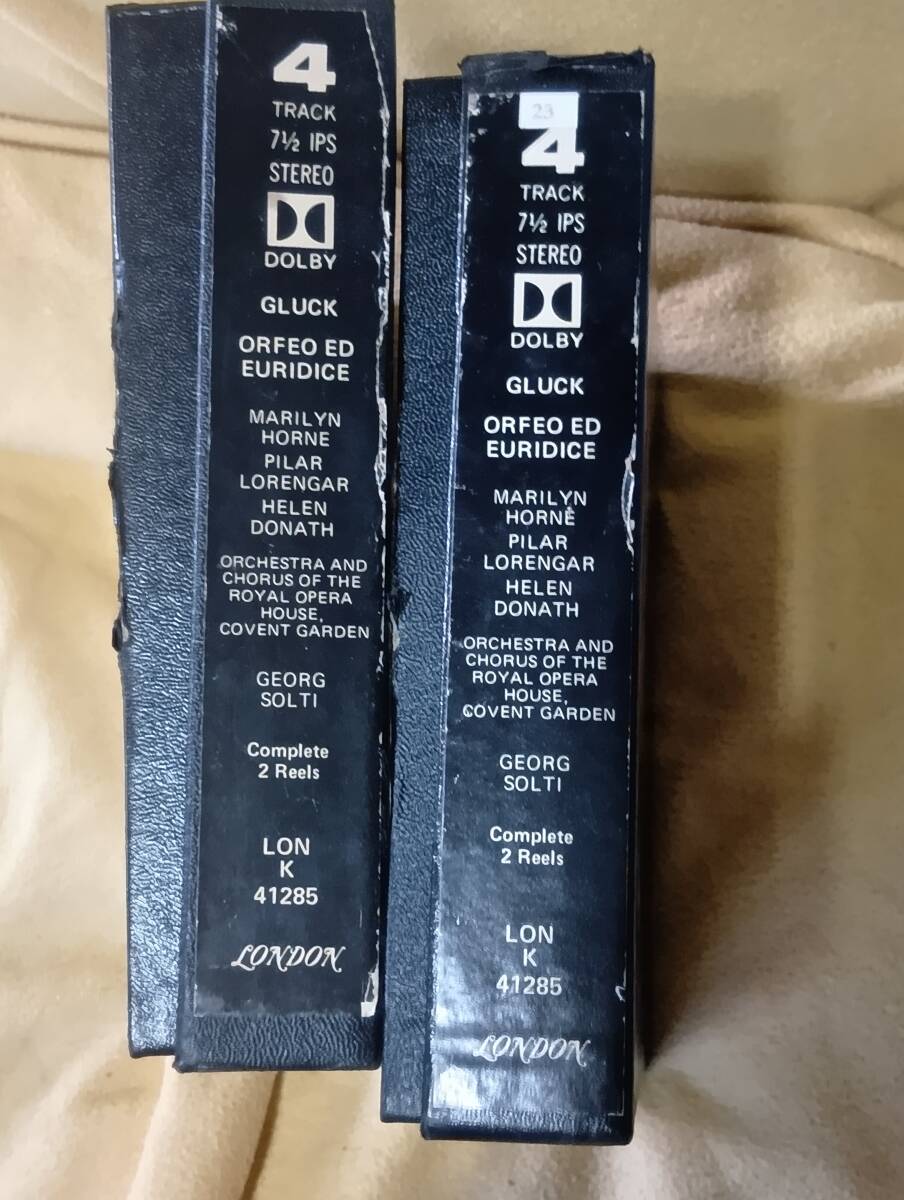 4
TRACK
7½ IPS
STEREO
DOLBY
GLUCK
ORFEO ED
EURIDICE
MARILYN
HORNE
PILAR
LORENGAR
HELEN
DONATH
ORCHESTRA AND
CHORUS OF THE
ROYAL OPERA
HOUSE,
COVENT GARDEN
GEORG
SOLTI
Complete
2 Reels
LON
K
41285
LONDON
23
4
TRACK
7½ IPS
STEREO
DOLBY
GLUCK
ORFEO ED
EURIDICE
MARILYN
HORNE
PILAR
LORENGAR
HELEN
DONATH
ORCHESTRA AND
CHORUS OF THE
ROYAL OPERA
HOUSE,
COVENT GARDEN
GEORG
SOLTI
Complete
2 Reels
LON
K
41285
LONDON